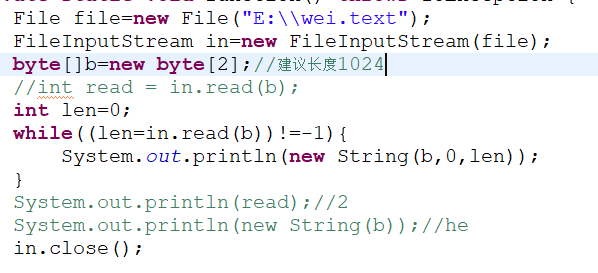 File file=new File("E:\\wei.text");
FileInputStream in=new FileInputStream(file);
byte[]b=new byte[2];//建议长度1024
//int read = in.read(b);
int len=0;
while((len=in.read(b))!=-1){
System.out.println(new String(b,0,len));
}
System.out.println(read);//2
System.out.println(new String(b));//he
in.close();